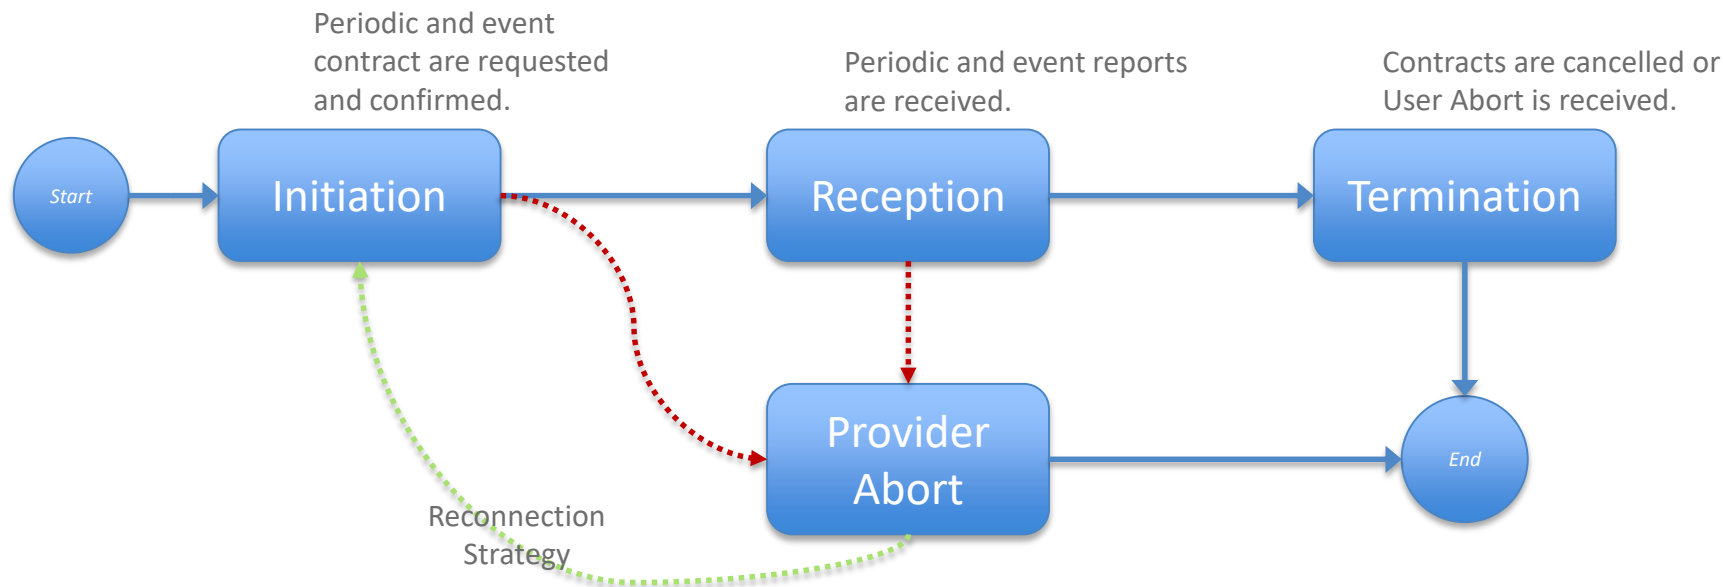 Periodic and event
contract are requested
and confirmed.
Periodic and event reports
are received.
Contracts are cancelled or
User Abort is received.
Start
Initiation
Reception
Termination
Provider
Abort
End
Reconnection
Strategy